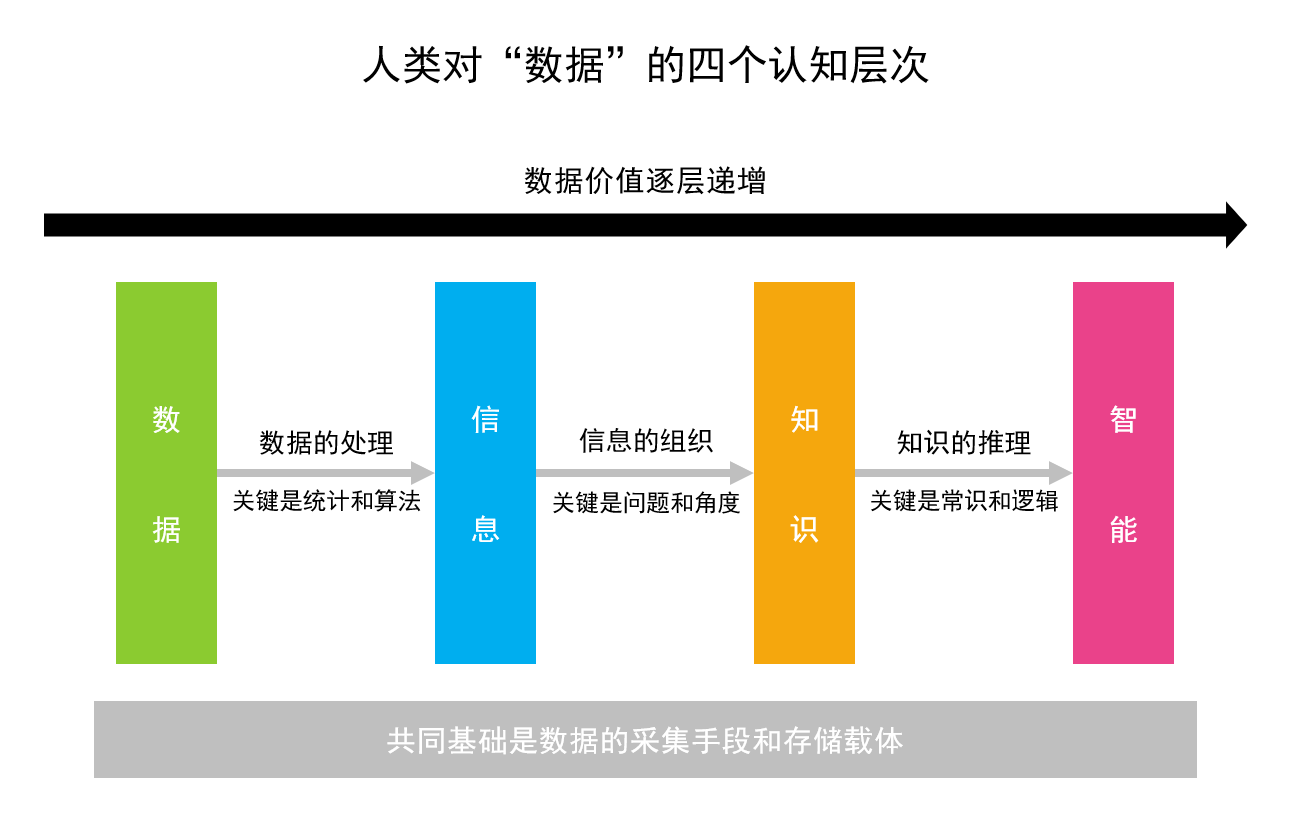 人类对“数据”的四个认知层次
数据价值逐层递增
数据
数据的处理
关键是统计和算法
信息
信息的组织
关键是问题和角度
知识
知识的推理
关键是常识和逻辑
智能
共同基础是数据的采集手段和存储载体